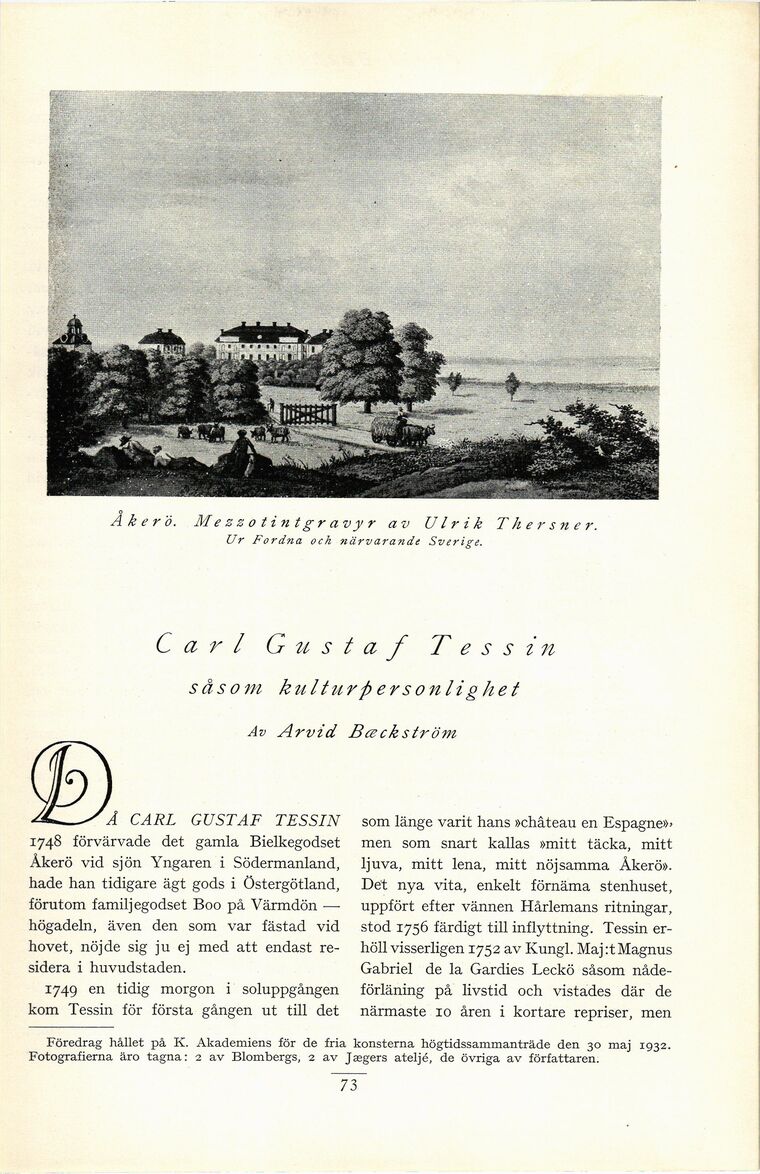 Åkerö. Mezzotintgravyr av Ulrik Thersner.
Ur Fordna och närvarande Sverige.
Carl Gustaf Tessin
såsom kulturpersonlighet
Av Arvid Bæckström
DÅ CARL GUSTAF TESSIN
1748 förvärvade det gamla Bielkegodset
Åkerö vid sjön Yngaren i Södermanland,
hade han tidigare ägt gods i Östergötland,
förutom familjegodset Boo på Värmdön —
högadeln, även den som var fästad vid
hovet, nöjde sig ju ej med att endast re-
sidera i huvudstaden.
1749 en tidig morgon i soluppgången
kom Tessin för första gången ut till det
som länge varit hans »château en Espagne»,
men som snart kallas »mitt täcka, mitt
ljuva, mitt lena, mitt nöjsamma Åkerö».
Det nya vita, enkelt förnäma stenhuset,
uppfört efter vännen Hårlemans ritningar,
stod 1756 färdigt till inflyttning. Tessin er-
höll visserligen 1752 av Kungl. Maj:t Magnus
Gabriel de la Gardies Leckö såsom nåde-
förläning på livstid och vistades där de
närmaste 10 åren i kortare repriser, men
Föredrag hållet på K. Akademiens för de fria konsterna högtidssammanträde den 30 maj 1932.
Fotografierna äro tagna: 2 av Blombergs, 2 av Jægers ateljé, de övriga av författaren.
73